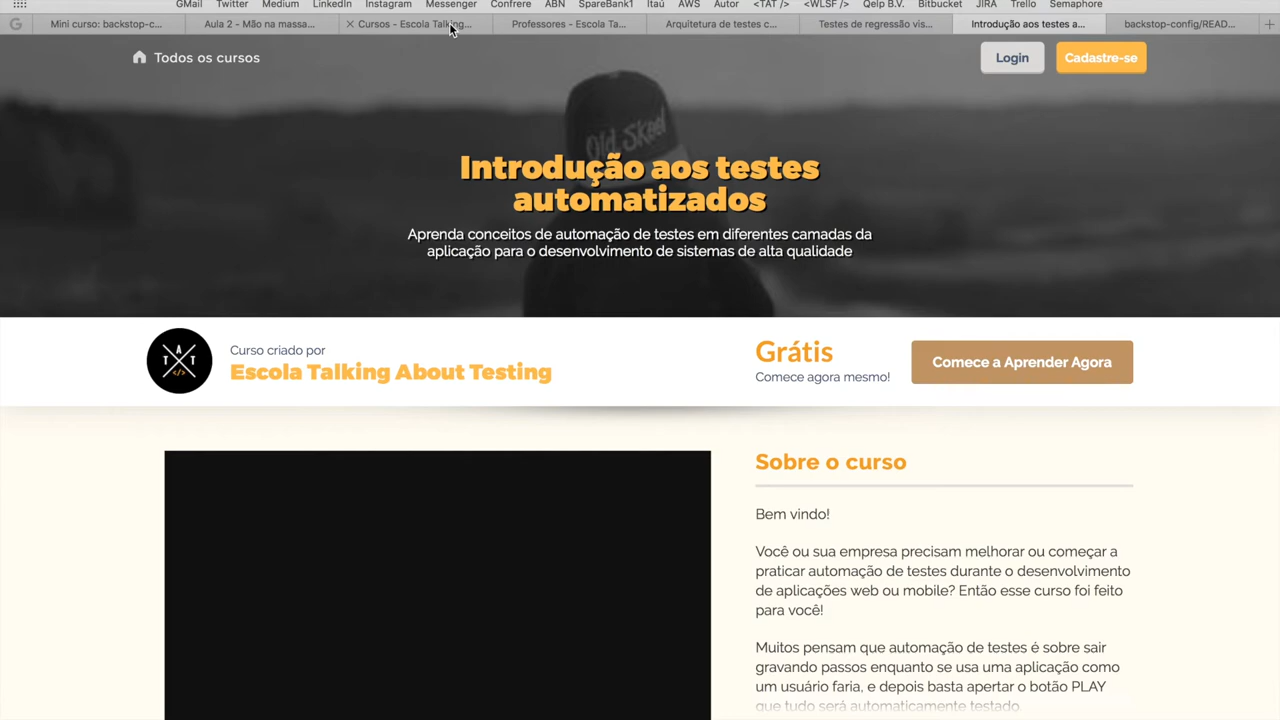 GMail Twitter Medium LinkedIn Instagram Messenger Confrere ABN SpareBank1 Itaú AWS Autor <TAT /> <WLSF /> Qelp B.V. Bitbucket JIRA Trello Semaphore
Mini curso: backstop-c... Aula 2 - Mão na massa... Cursos - Escola Talking... Professores - Escola Ta... Arquitetura de testes c... Testes de regressão vis... Introdução aos testes a... backstop-config/READ...
Todos os cursos
Login
Cadastre-se
Old Skool
Introdução aos testes
automatizados
Aprenda conceitos de automação de testes em diferentes camadas da
aplicação para o desenvolvimento de sistemas de alta qualidade
T A T
</>
Curso criado por
Escola Talking About Testing
Grátis
Comece agora mesmo!
Comece a Aprender Agora
Sobre o curso
Bem vindo!
Você ou sua empresa precisam melhorar ou começar a
praticar automação de testes durante o desenvolvimento
de aplicações web ou mobile? Então esse curso foi feito
para você!
Muitos pensam que automação de testes é sobre sair
gravando passos enquanto se usa uma aplicação como
um usuário faria, e depois basta apertar o botão PLAY
que tudo será automaticamente testado